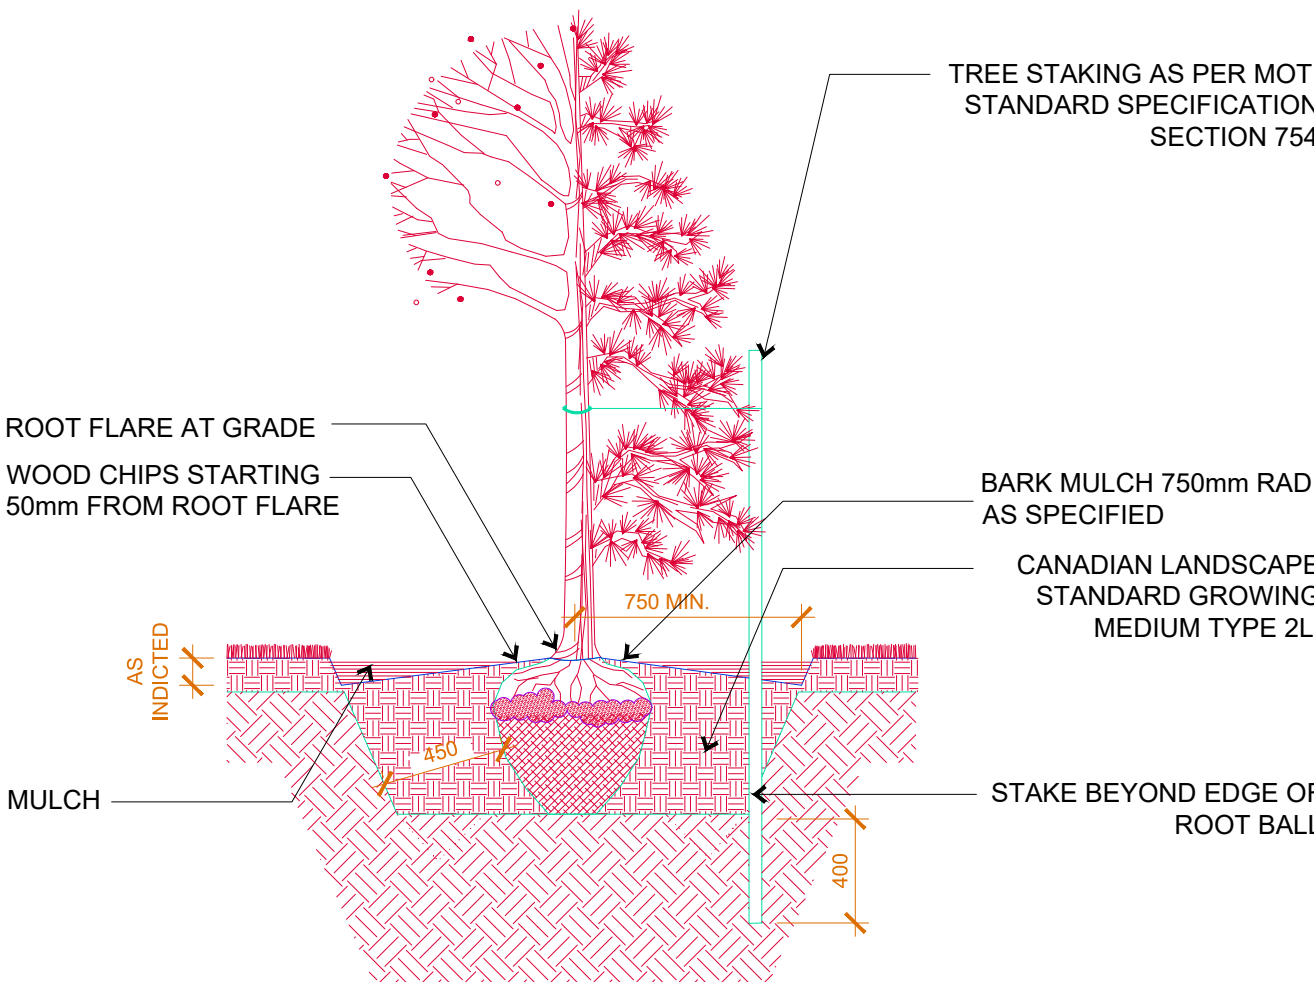 TREE STAKING AS PER MOT
STANDARD SPECIFICATION
SECTION 754
ROOT FLARE AT GRADE
WOOD CHIPS STARTING
50mm FROM ROOT FLARE
BARK MULCH 750mm RAD
AS SPECIFIED
CANADIAN LANDSCAPE
STANDARD GROWING
MEDIUM TYPE 2L
750 MIN.
AS
INDICTED
450
MULCH
STAKE BEYOND EDGE OF
ROOT BALL
400